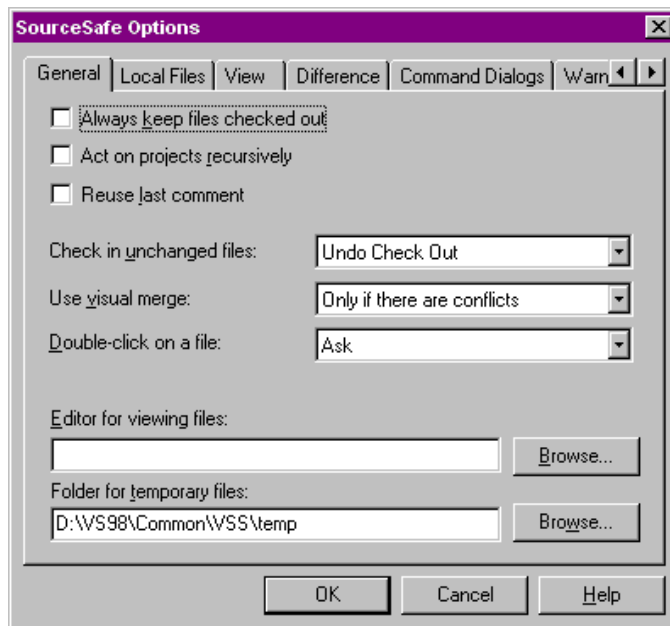 SourceSafe Options
General Local Files View Difference Command Dialogs Warn
Always keep files checked out
Act on projects recursively
Reuse last comment
Check in unchanged files: Undo Check Out
Use visual merge: Only if there are conflicts
Double-click on a file: Ask
Editor for viewing files:
Browse...
Folder for temporary files:
D:\VS98\Common\VSS\temp Browse...
OK Cancel Help